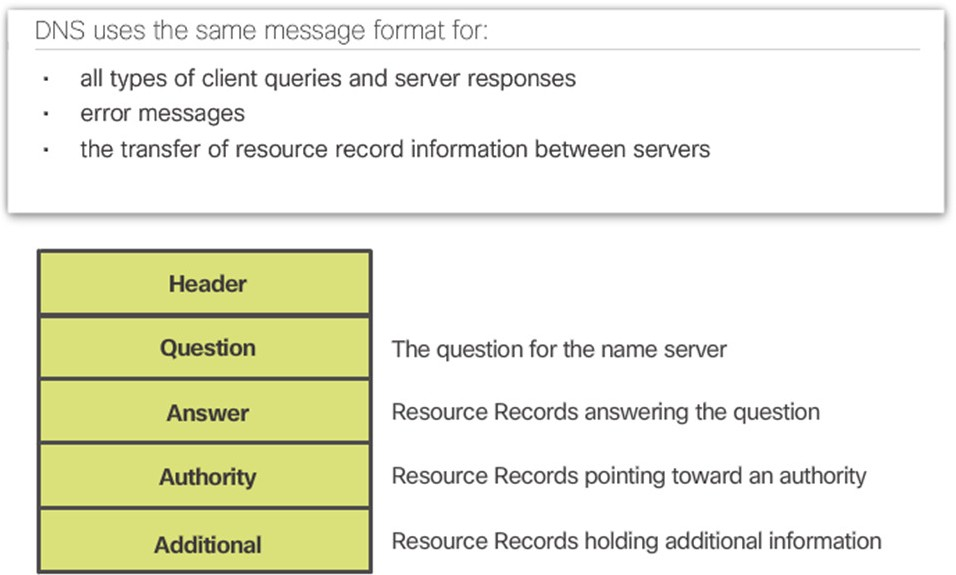 DNS uses the same message format for:
· all types of client queries and server responses
· error messages
· the transfer of resource record information between servers
Header
Question The question for the name server
Answer Resource Records answering the question
Authority Resource Records pointing toward an authority
Additional Resource Records holding additional information